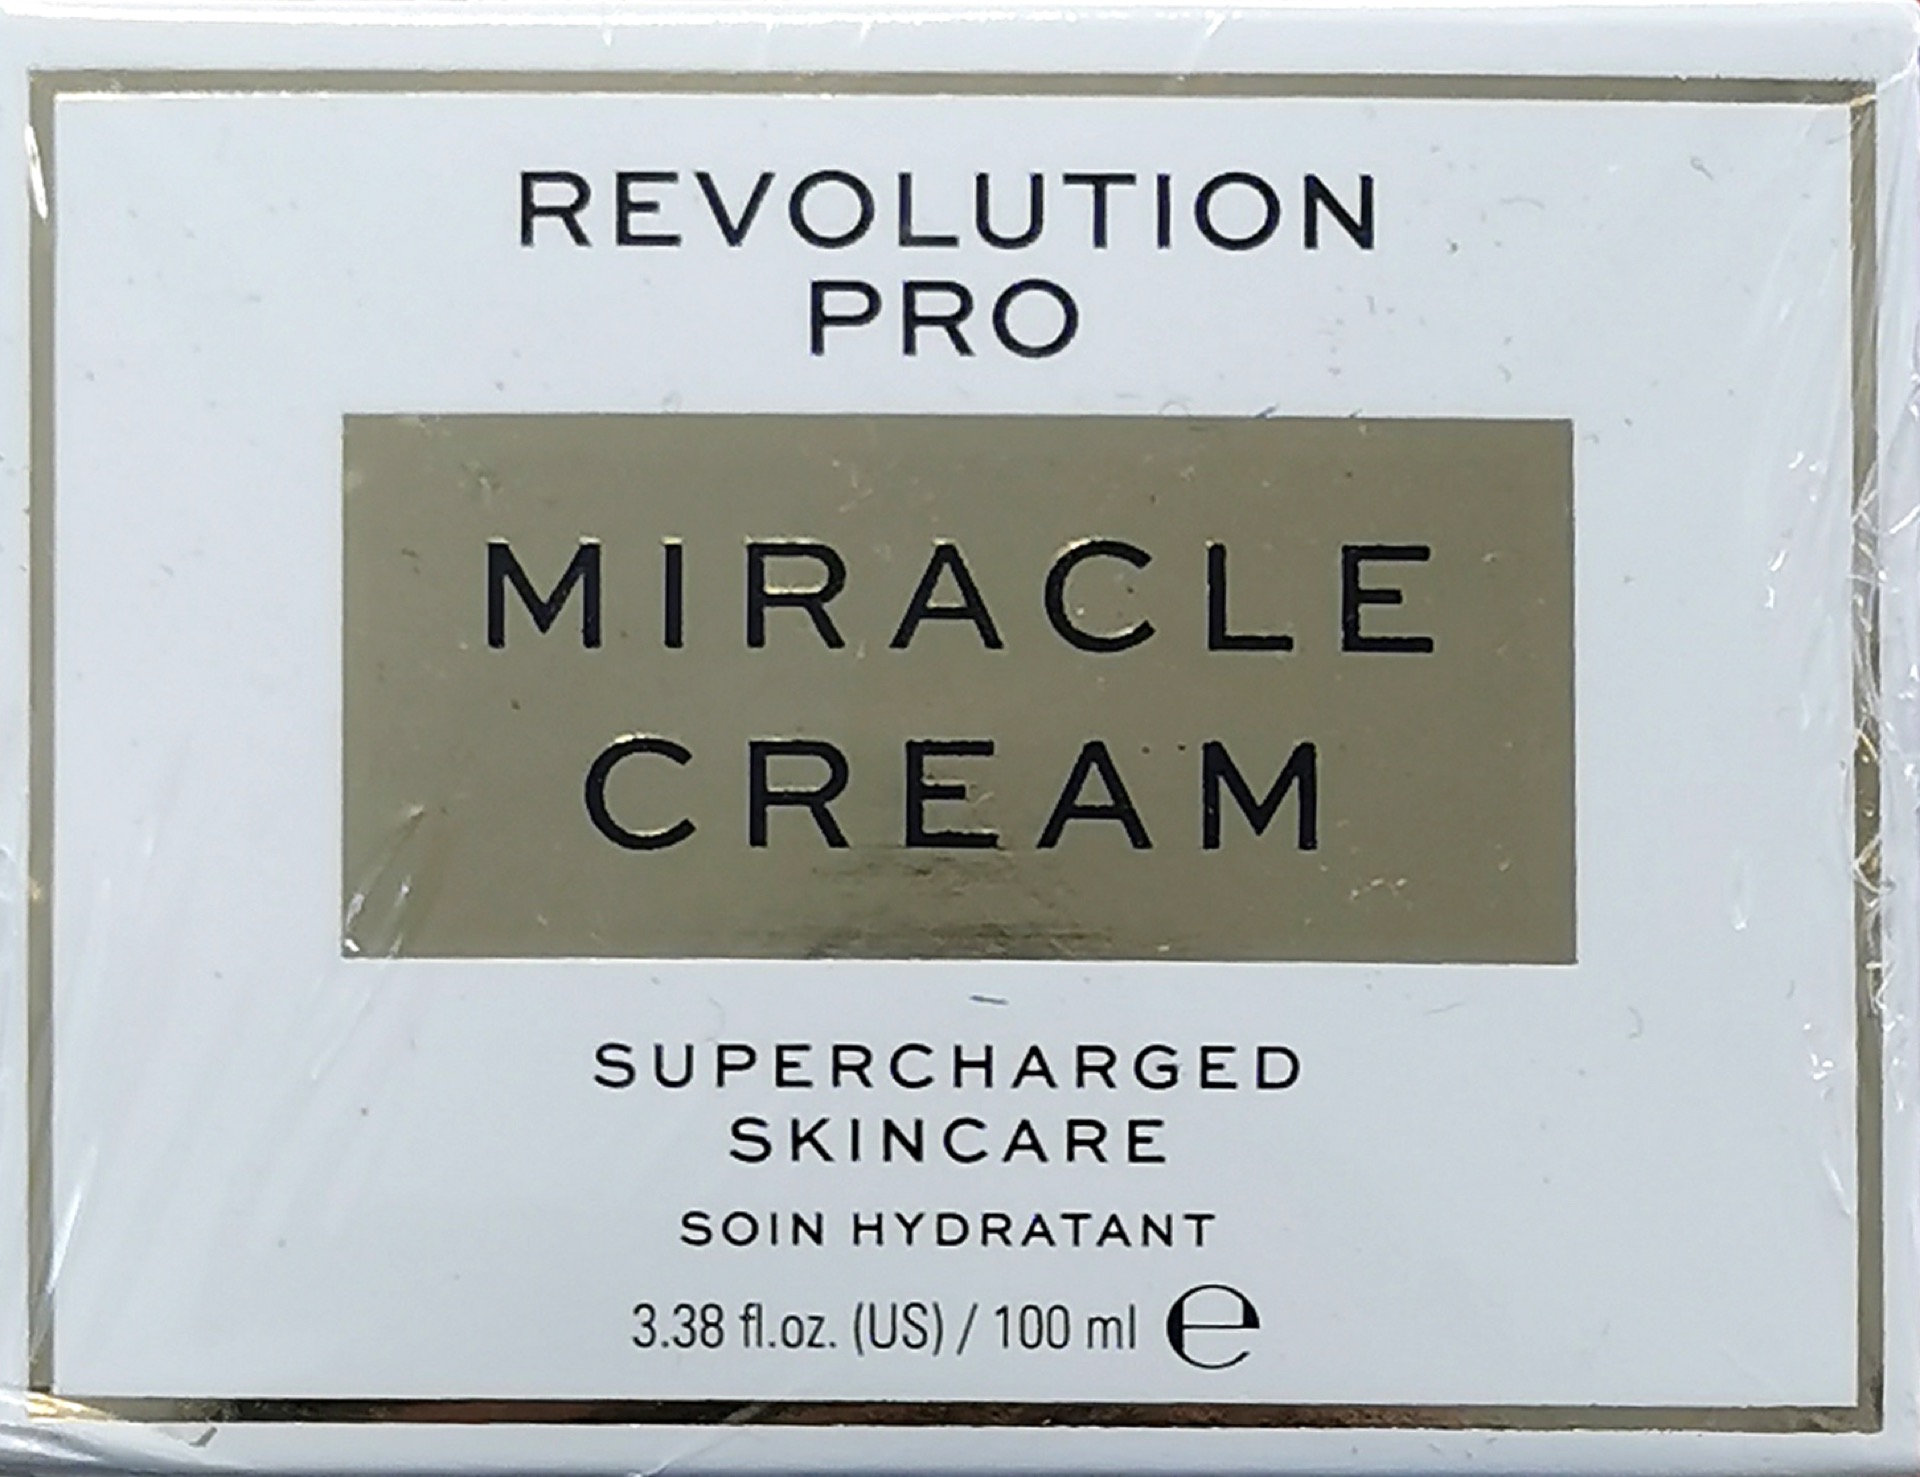 REVOLUTION
PRO
MIRACLE
CREAM
SUPERCHARGED
SKINCARE
SOIN HYDRATANT
3.38 fl.oz. (US) / 100 ml ℮